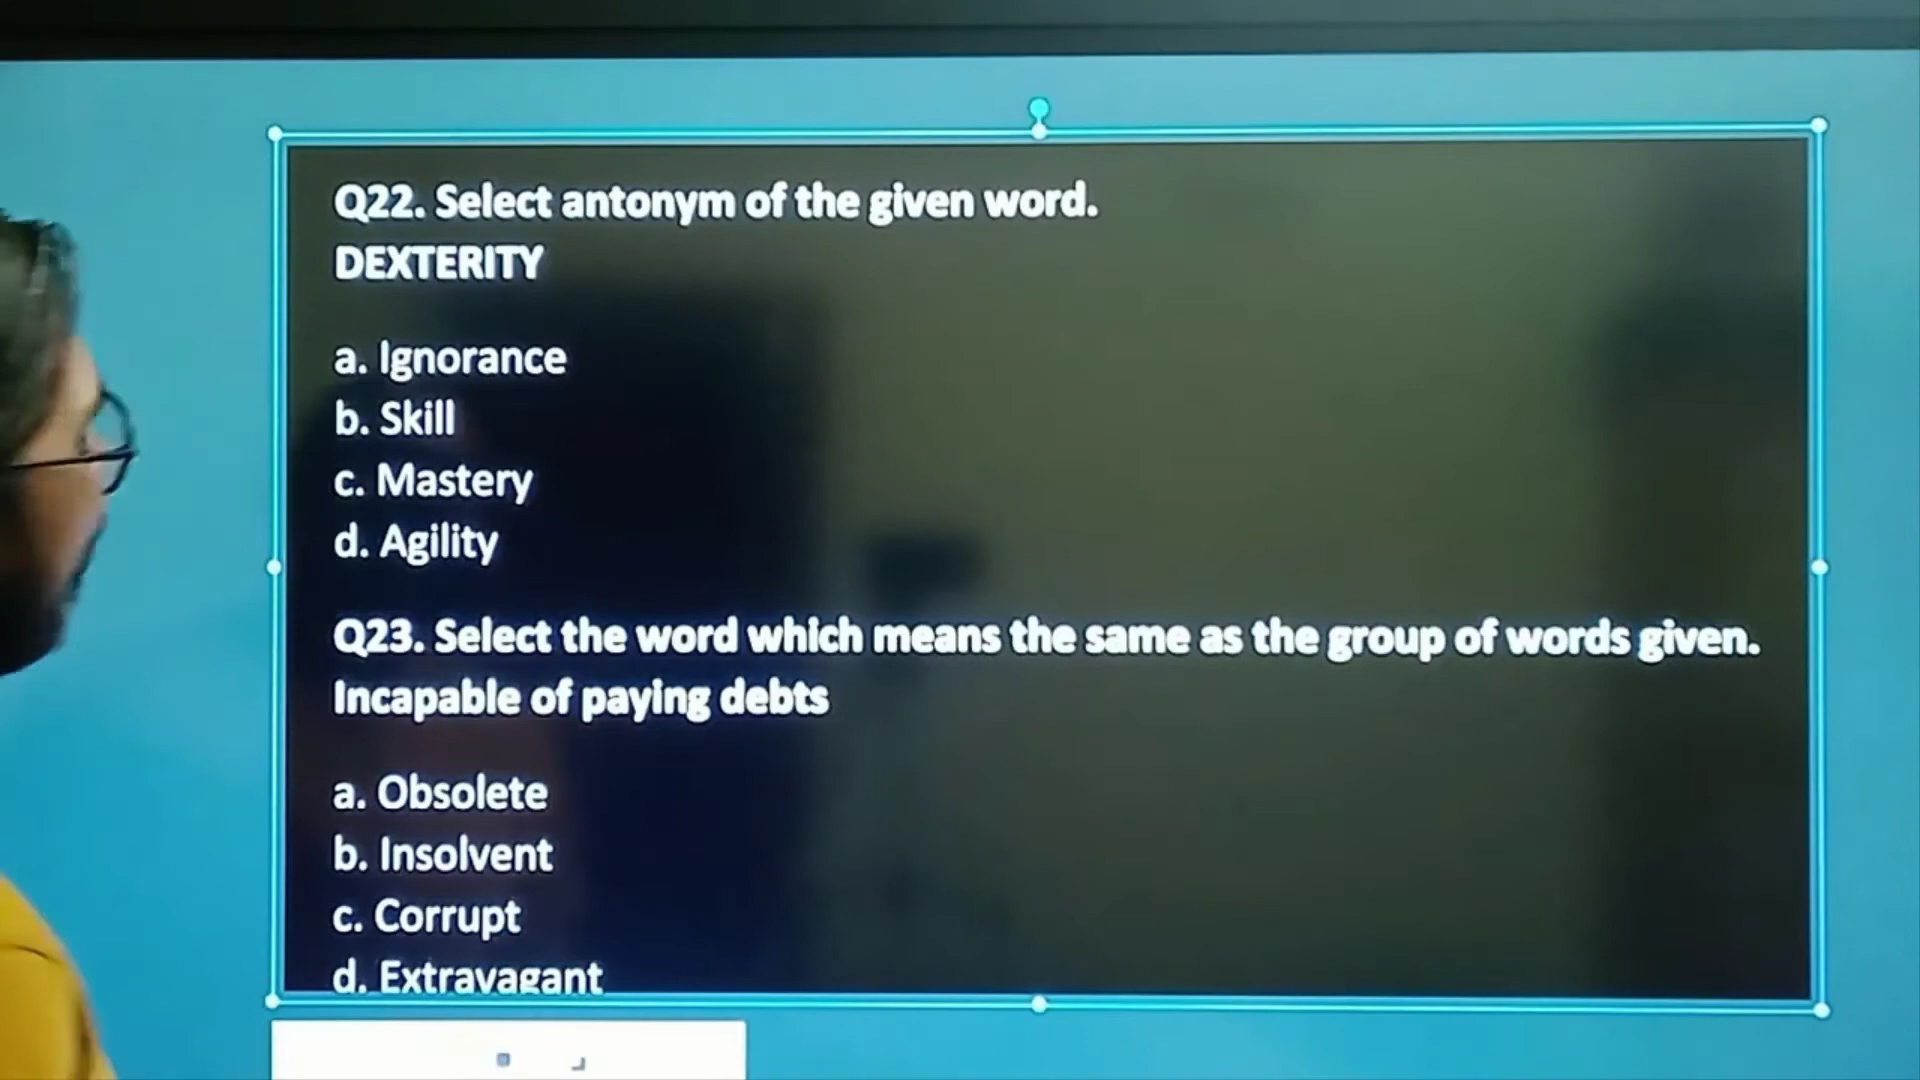 Q22. Select antonym of the given word.
DEXTERITY
a. Ignorance
b. Skill
c. Mastery
d. Agility
Q23. Select the word which means the same as the group of words given.
Incapable of paying debts
a. Obsolete
b. Insolvent
c. Corrupt
d. Extravagant